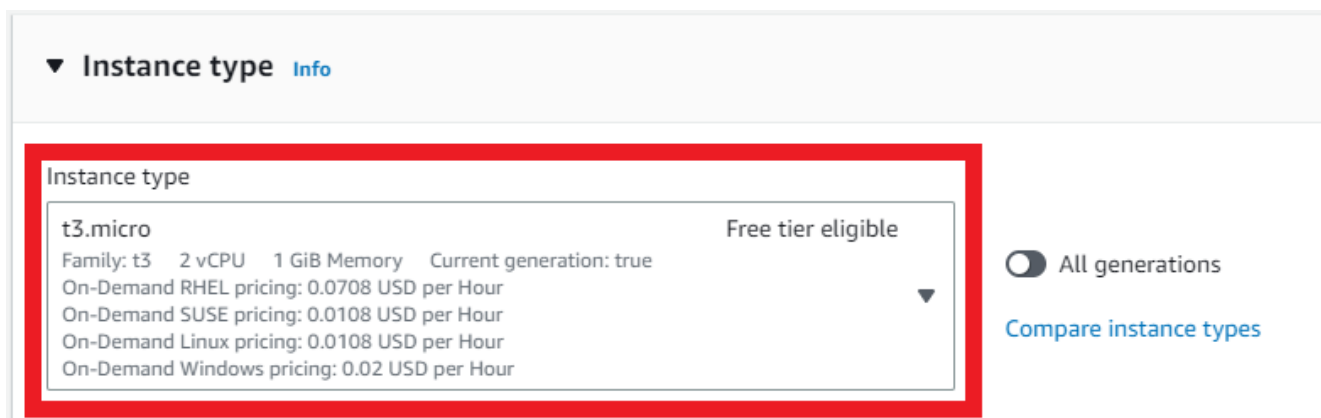 Instance type Info
Instance type
t3.micro Free tier eligible
Family: t3 2 vCPU 1 GiB Memory Current generation: true
On-Demand RHEL pricing: 0.0708 USD per Hour
On-Demand SUSE pricing: 0.0108 USD per Hour
On-Demand Linux pricing: 0.0108 USD per Hour
On-Demand Windows pricing: 0.02 USD per Hour
All generations
Compare instance types